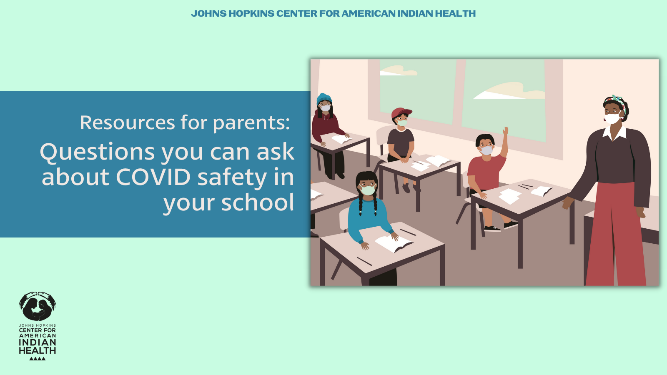 JOHNS HOPKINS CENTER FOR AMERICAN INDIAN HEALTH
Resources for parents:
Questions you can ask
about COVID safety in
your school
JOHNS HOPKINS
CENTER FOR
AMERICAN
INDIAN
HEALTH